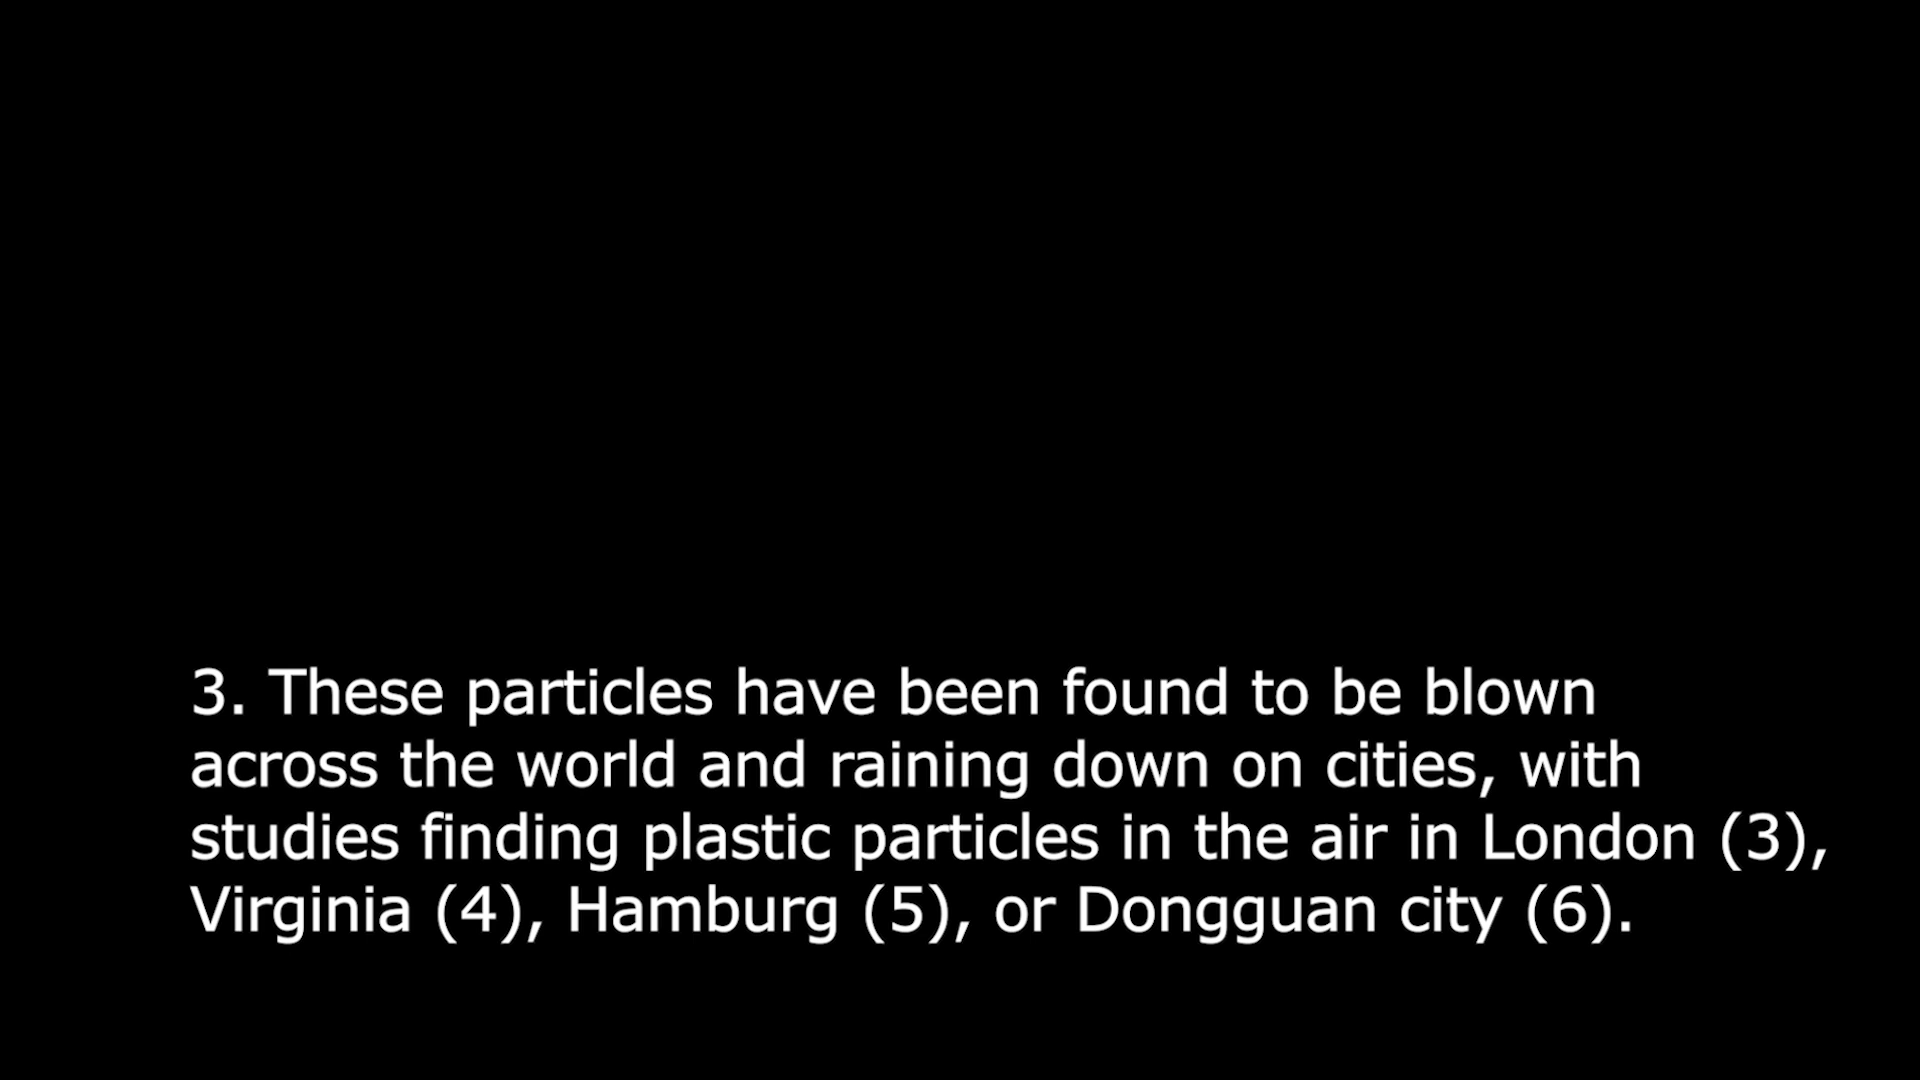 3. These particles have been found to be blown
across the world and raining down on cities, with
studies finding plastic particles in the air in London (3),
Virginia (4), Hamburg (5), or Dongguan city (6).